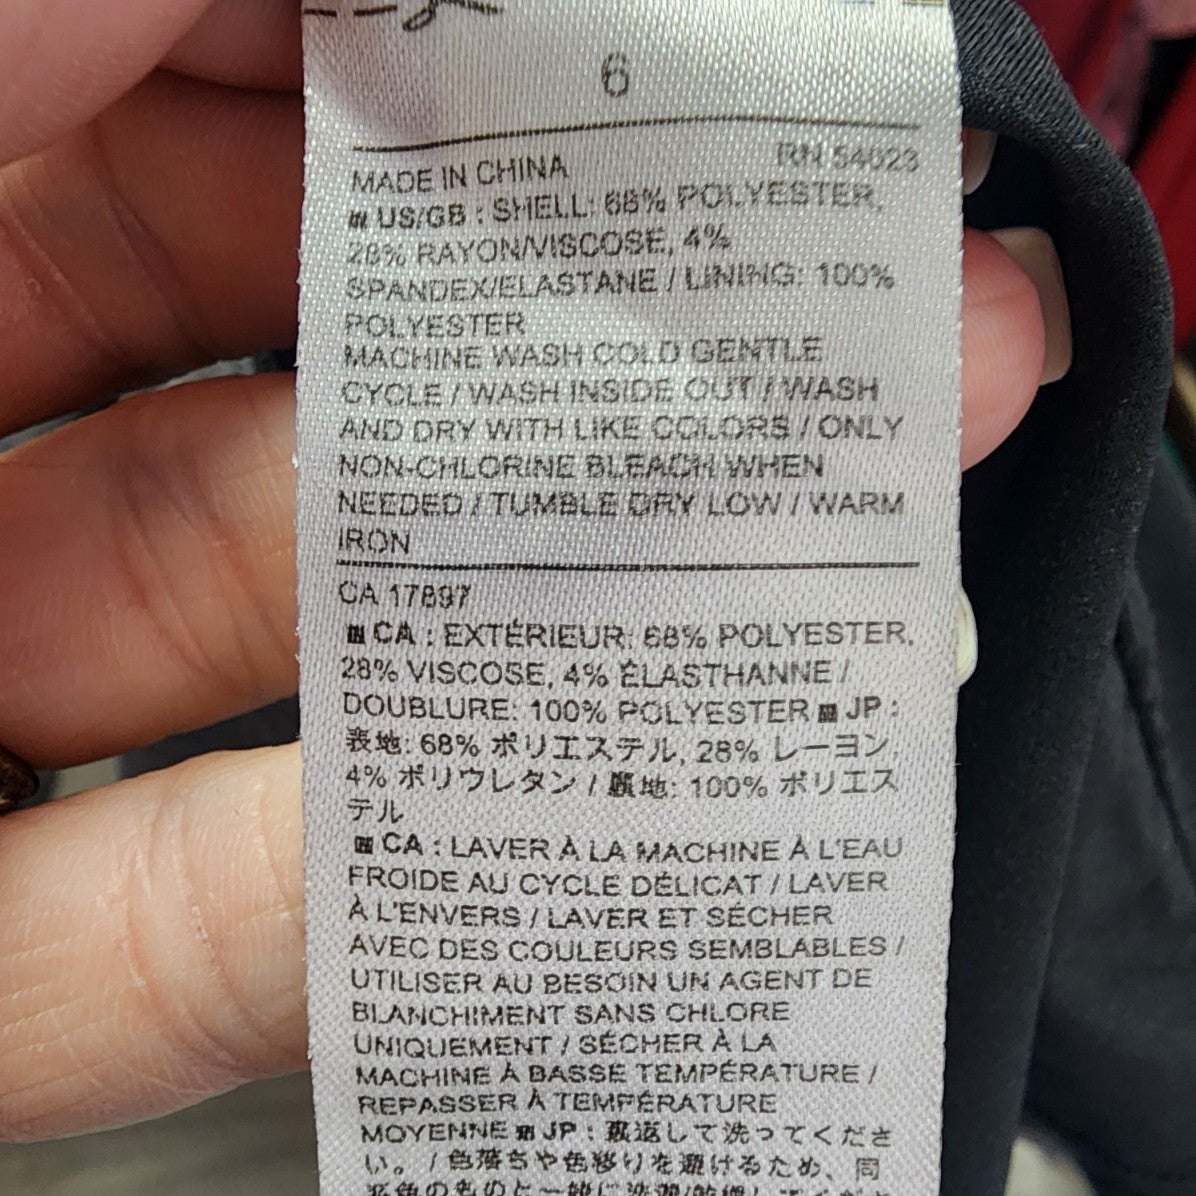 6
RN 54023
MADE IN CHINA
US/GB : SHELL: 68% POLYESTER,
28% RAYON/VISCOSE, 4%
SPANDEX/ELASTANE / LINING: 100%
POLYESTER
MACHINE WASH COLD GENTLE
CYCLE / WASH INSIDE OUT / WASH
AND DRY WITH LIKE COLORS / ONLY
NON-CHLORINE BLEACH WHEN
NEEDED / TUMBLE DRY LOW / WARM
IRON
CA 17897
CA : EXTÉRIEUR: 68% POLYESTER,
28% VISCOSE, 4% ÉLASTHANNE /
DOUBLURE: 100% POLYESTER JP :
表地: 68% ポリエステル, 28% レーヨン,
4% ポリウレタン / 裏地: 100% ポリエス
テル
CA : LAVER À LA MACHINE À L'EAU
FROIDE AU CYCLE DÉLICAT / LAVER
À L'ENVERS / LAVER ET SÉCHER
AVEC DES COULEURS SEMBLABLES /
UTILISER AU BESOIN UN AGENT DE
BLANCHIMENT SANS CHLORE
UNIQUEMENT / SÉCHER À LA
MACHINE À BASSE TEMPÉRATURE /
REPASSER À TEMPÉRATURE
MOYENNE JP : 裏返して洗ってくださ
い。 / 色落ちや色移りを避けるため、同